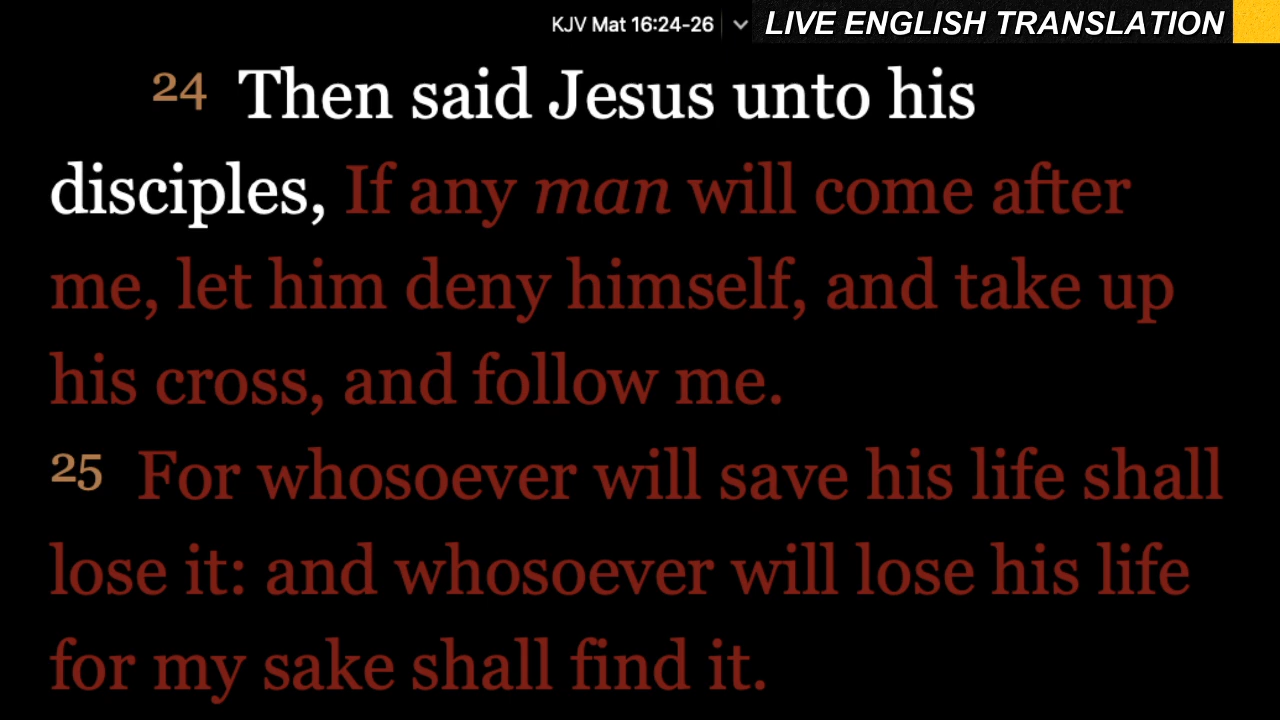 KJV Mat 16:24-26
LIVE ENGLISH TRANSLATION
24 Then said Jesus unto his
disciples, If any man will come after
me, let him deny himself, and take up
his cross, and follow me.
25 For whosoever will save his life shall
lose it: and whosoever will lose his life
for my sake shall find it.